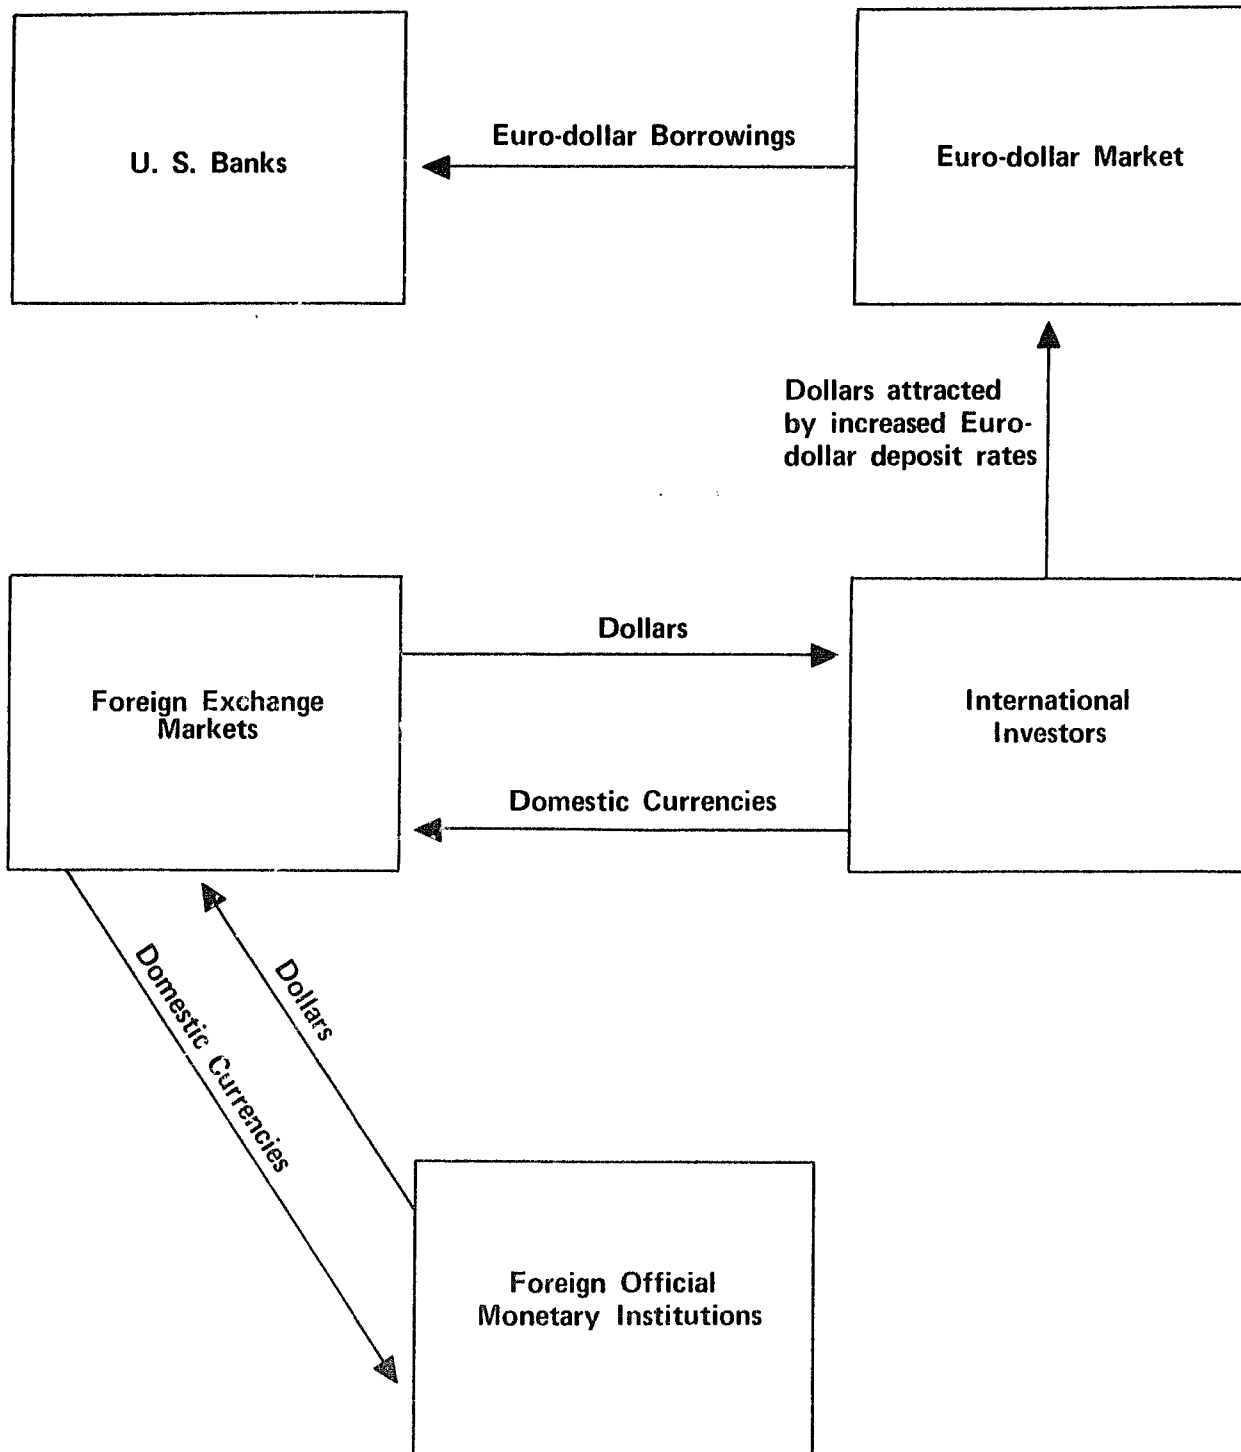 U. S. Banks
Euro-dollar Borrowings
Euro-dollar Market
Dollars attracted
by increased Euro-
dollar deposit rates
Foreign Exchange
Markets
Dollars
International
Investors
Domestic Currencies
Domestic Currencies
Dollars
Foreign Official
Monetary Institutions